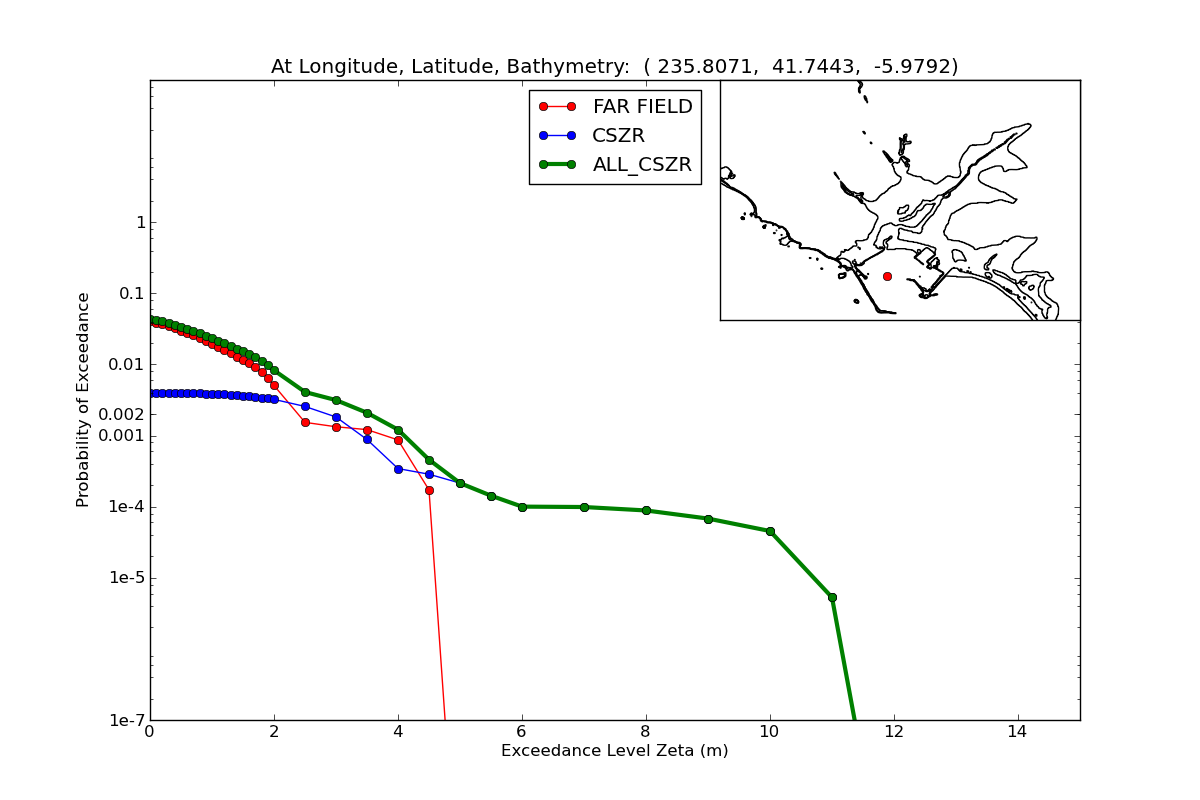 At Longitude, Latitude, Bathymetry: ( 235.8071, 41.7443, -5.9792)
FAR FIELD
CSZR
ALL_CSZR
Probability of Exceedance
1
0.1
0.01
0.002
0.001
1e-4
1e-5
1e-7
0 2 4 6 8 10 12 14
Exceedance Level Zeta (m)